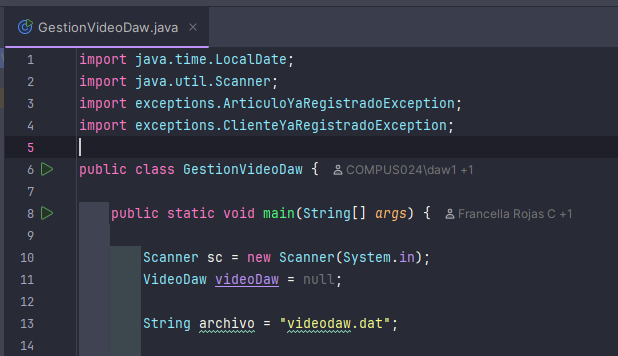 GestionVideoDaw.java ×
1 import java.time.LocalDate;
2 import java.util.Scanner;
3 import exceptions.ArticuloYaRegistradoException;
4 import exceptions.ClienteYaRegistradoException;
5
6 public class GestionVideoDaw { COMPUS024\daw1 +1
7
8 public static void main(String[] args) { Francella Rojas C +1
9
10 Scanner sc = new Scanner(System.in);
11 VideoDaw videoDaw = null;
12
13 String archivo = "videodaw.dat";
14